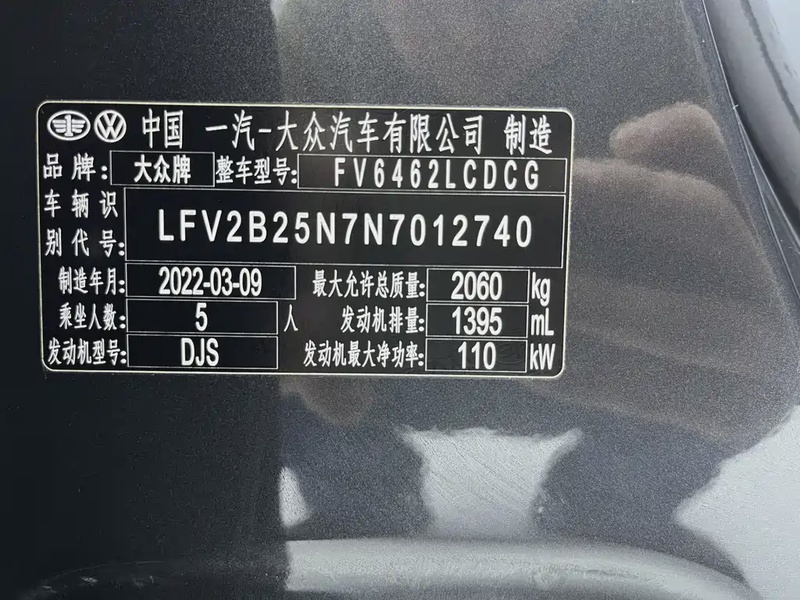 中国 一汽-大众汽车有限公司 制造
品牌: 大众牌 整车型号: FV6462LCDCG
车辆识别代号: LFV2B25N7N7012740
制造年月: 2022-03-09 最大允许总质量: 2060 kg
乘坐人数: 5 人 发动机排量: 1395 mL
发动机型号: DJS 发动机最大净功率: 110 kW